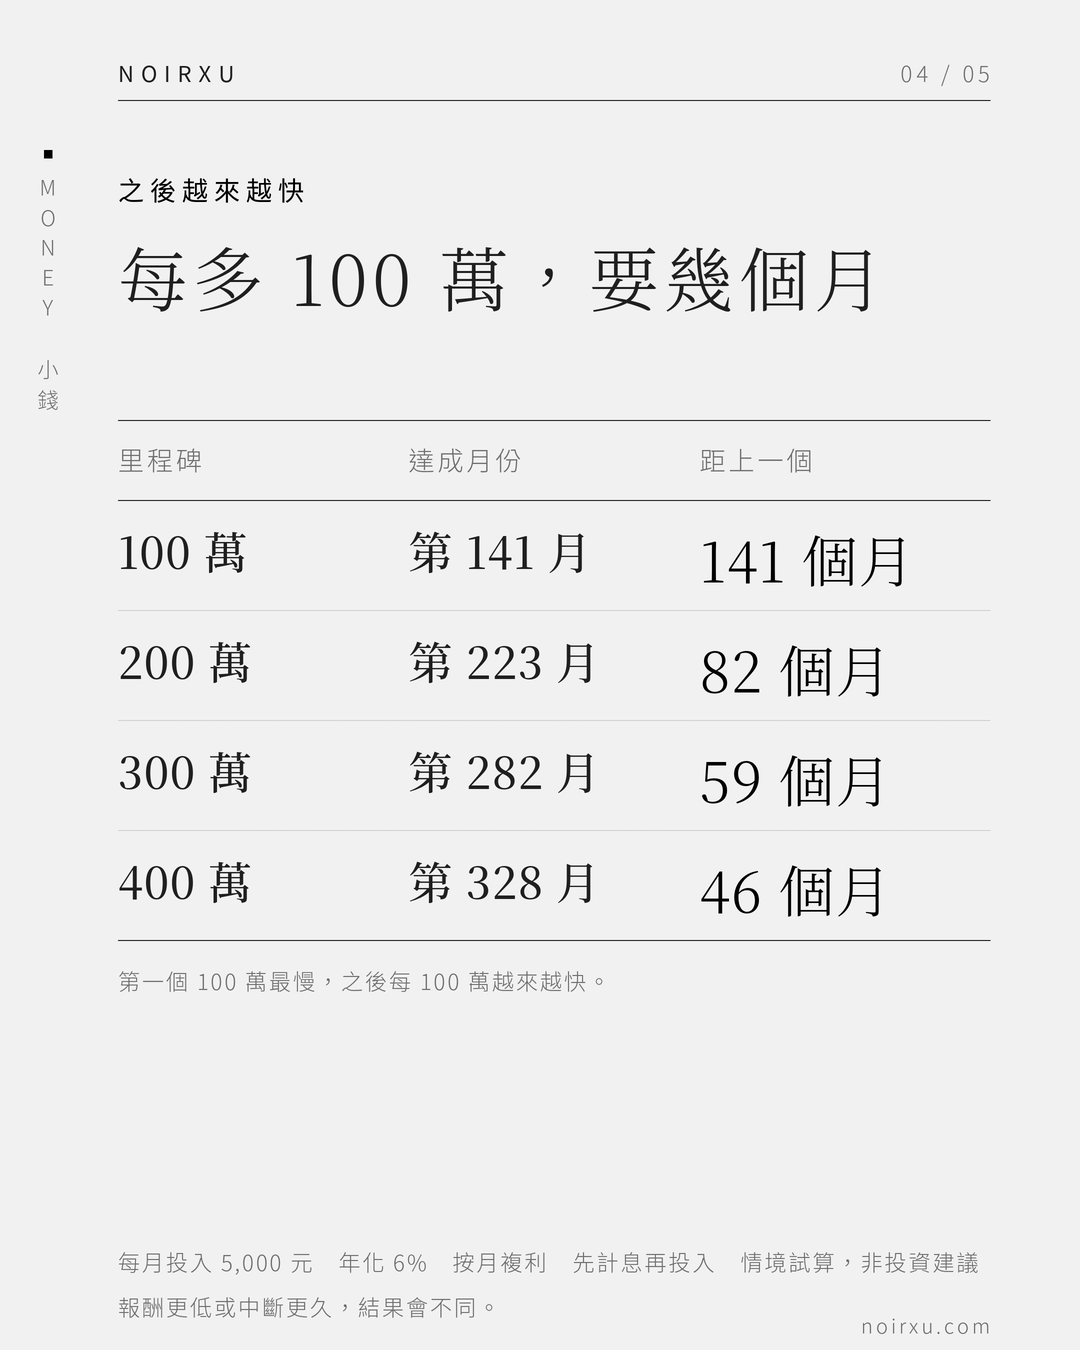 NOIRXU
04 / 05
MONEY 小錢
之後越來越快
每多 100 萬，要幾個月
里程碑 達成月份 距上一個
100 萬 第 141 月 141 個月
200 萬 第 223 月 82 個月
300 萬 第 282 月 59 個月
400 萬 第 328 月 46 個月
第一個 100 萬最慢，之後每 100 萬越來越快。
每月投入 5,000 元 年化 6% 按月複利 先計息再投入 情境試算，非投資建議
報酬更低或中斷更久，結果會不同。
noirxu.com